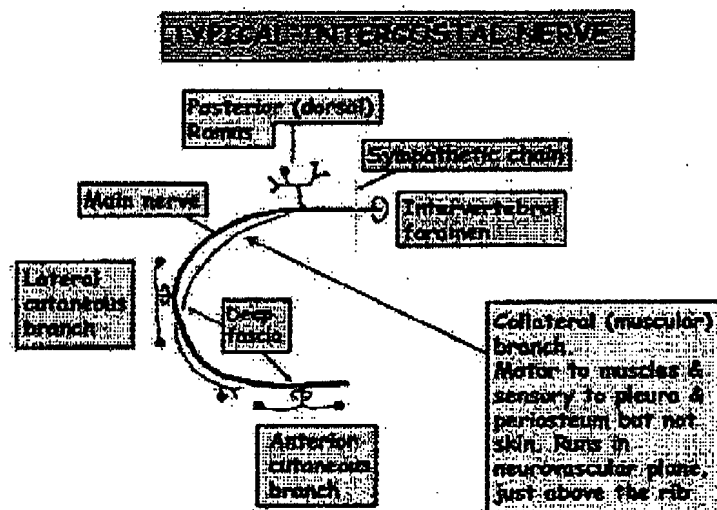 TYPICAL INTERCOSTAL NERVE
Posterior (dorsal)
Ramus
Sympathetic chain
Main nerve
Intervertebral
foramen
Lateral
cutaneous
branch
Deep
fascia
Collateral (muscular)
branch.
Motor to muscles &
sensory to pleura &
periosteum but not
skin. Runs in
neurovascular plane,
just above the rib
Anterior
cutaneous
branch